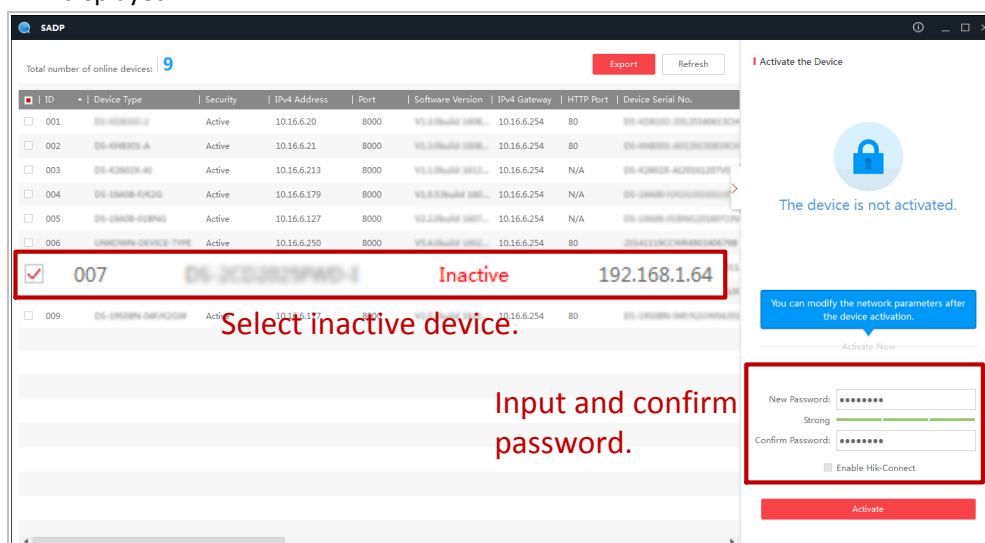 SADP
Total number of online devices: 9
Export Refresh
Activate the Device
ID Device Type Security IPv4 Address Port Software Version IPv4 Gateway HTTP Port Device Serial No.
001 Active 10.16.6.20 8000 10.16.6.254 80
002 Active 10.16.6.21 8000 10.16.6.254 80
003 Active 10.16.6.213 8000 10.16.6.254 N/A
004 Active 10.16.6.179 8000 10.16.6.254 N/A
005 Active 10.16.6.127 8000 10.16.6.254 N/A
006 Active 10.16.6.250 8000 10.16.6.254 80
007 Inactive 192.168.1.64
009 Active 8000 10.16.6.254 80
Select inactive device.
Input and confirm
password.
The device is not activated.
You can modify the network parameters after
the device activation.
Activate Now
New Password: ••••••••
Strong
Confirm Password: ••••••••
Enable Hik-Connect
Activate